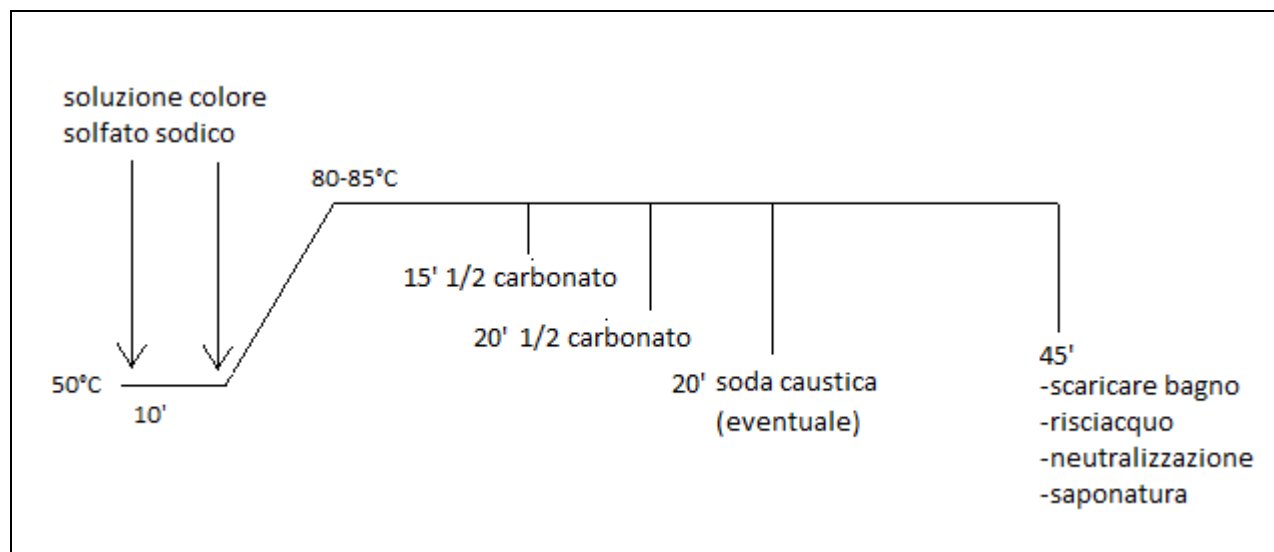 soluzione colore
solfato sodico
80-85°C
15' 1/2 carbonato
20' 1/2 carbonato
50°C
10'
20' soda caustica
(eventuale)
45'
-scaricare bagno
-risciacquo
-neutralizzazione
-saponatura